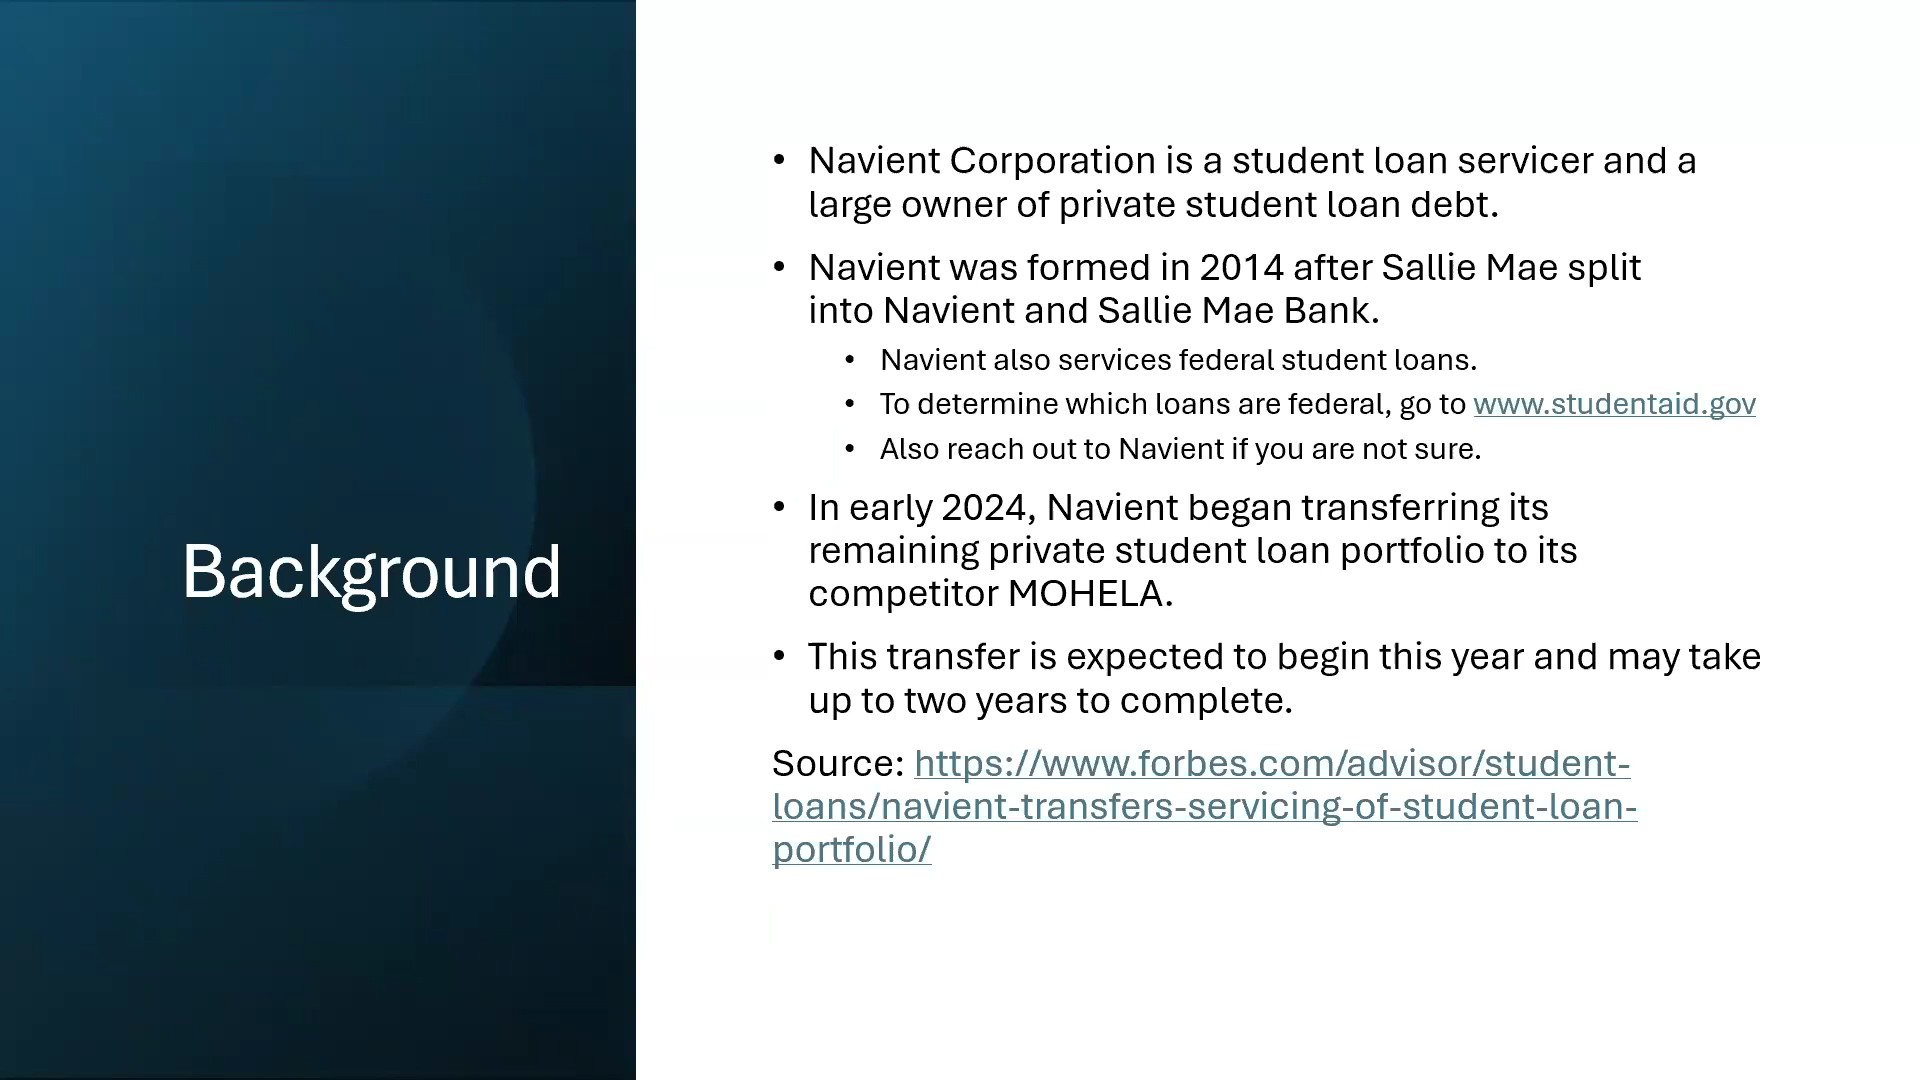 Background
• Navient Corporation is a student loan servicer and a
large owner of private student loan debt.
• Navient was formed in 2014 after Sallie Mae split
into Navient and Sallie Mae Bank.
• Navient also services federal student loans.
• To determine which loans are federal, go to www.studentaid.gov
• Also reach out to Navient if you are not sure.
• In early 2024, Navient began transferring its
remaining private student loan portfolio to its
competitor MOHELA.
• This transfer is expected to begin this year and may take
up to two years to complete.
Source: https://www.forbes.com/advisor/student-
loans/navient-transfers-servicing-of-student-loan-
portfolio/